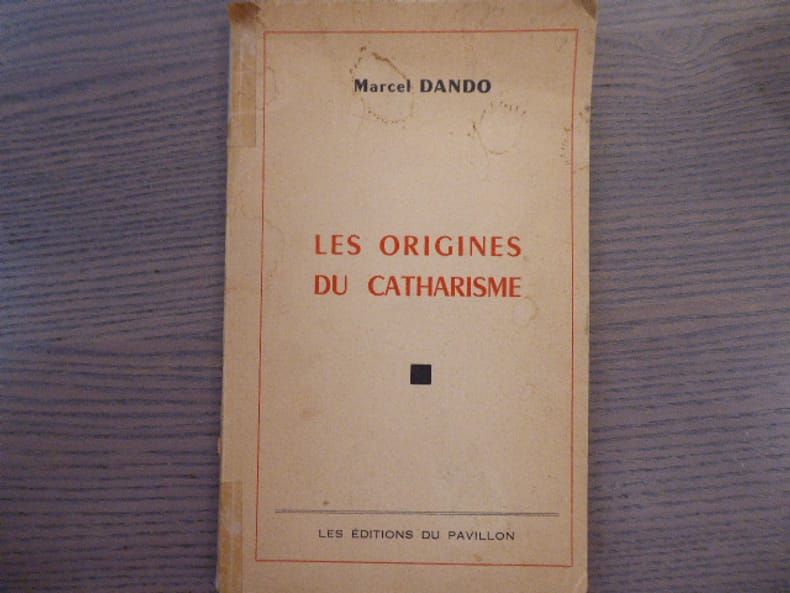 Marcel DANDO
LES ORIGINES
DU CATHARISME
LES ÉDITIONS DU PAVILLON